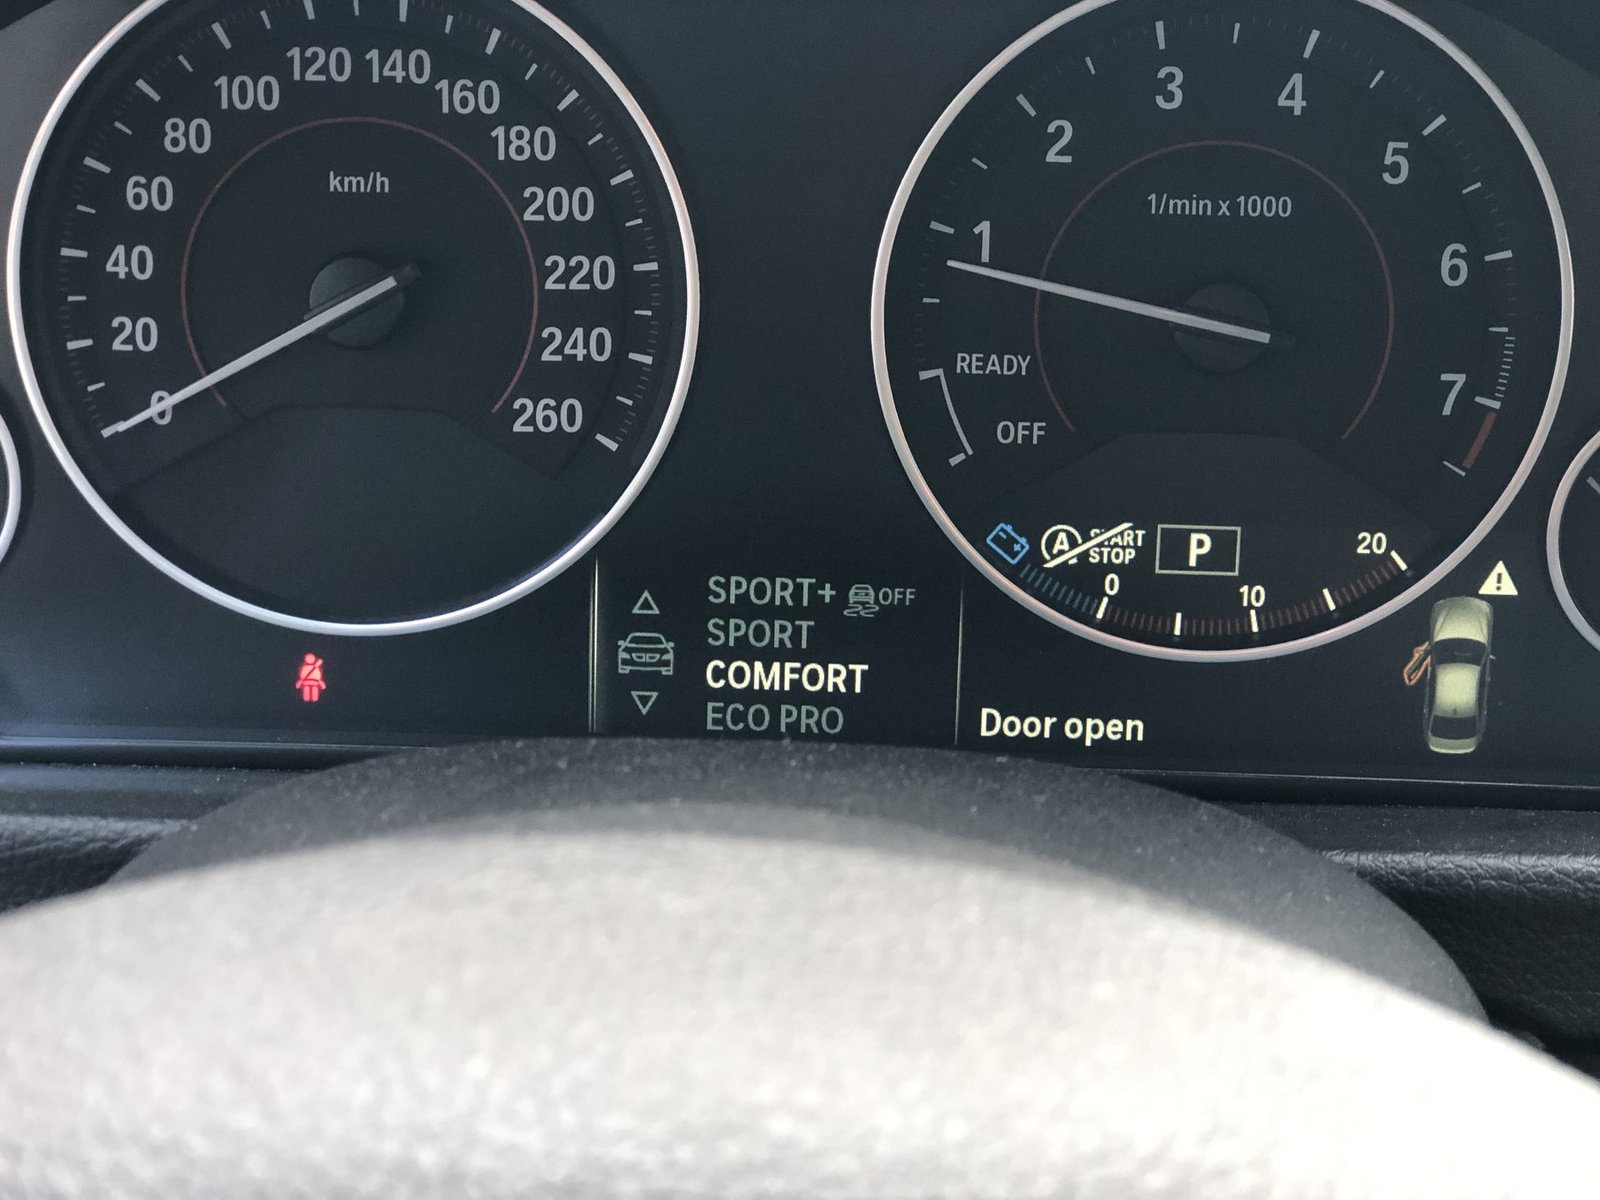 km/h
0
20
40
60
80
100
120
140
160
180
200
220
240
260
1/min x 1000
1
2
3
4
5
6
7
READY
OFF
A START STOP
P
0
10
20
SPORT+ OFF
SPORT
COMFORT
ECO PRO
Door open